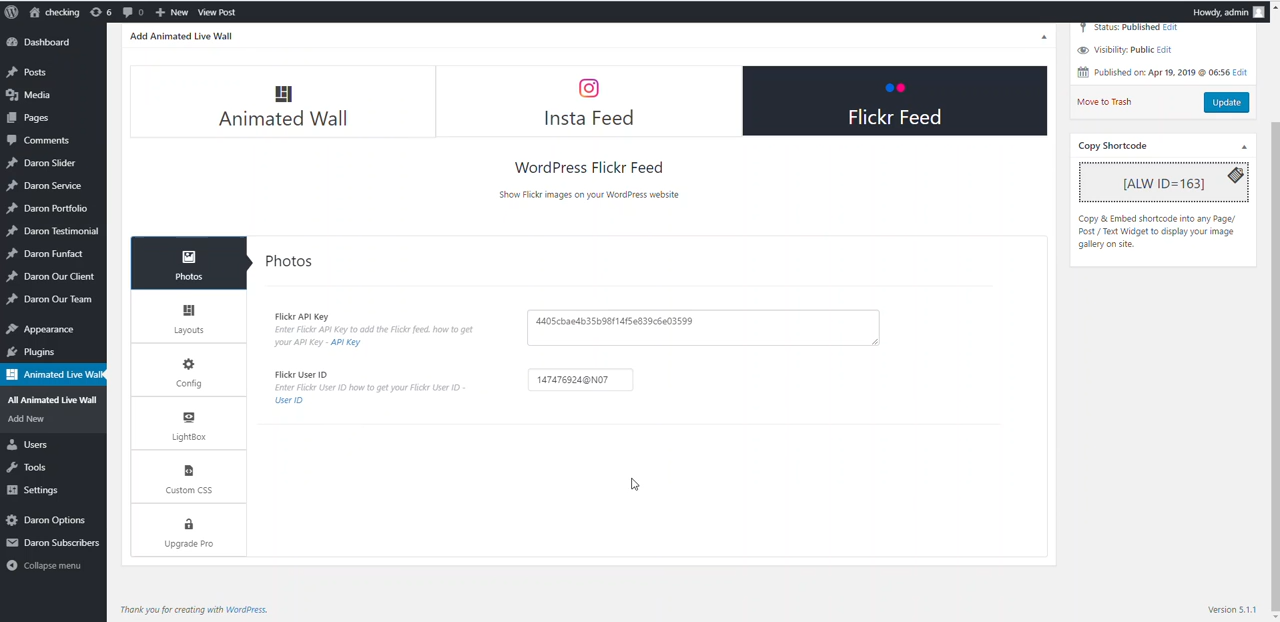 checking
6
0
New
View Post
Howdy, admin
Dashboard
Posts
Media
Pages
Comments
Daron Slider
Daron Service
Daron Portfolio
Daron Testimonial
Daron Funfact
Daron Our Client
Daron Our Team
Appearance
Plugins
Animated Live Wall
All Animated Live Wall
Add New
Users
Tools
Settings
Daron Options
Daron Subscribers
Collapse menu
Add Animated Live Wall
Animated Wall
Insta Feed
Flickr Feed
WordPress Flickr Feed
Show Flickr images on your WordPress website
Photos
Layouts
Config
LightBox
Custom CSS
Upgrade Pro
Photos
Flickr API Key
Enter Flickr API Key to add the Flickr feed. how to get
your API Key - API Key
4405cbae4b35b98f14f5e839c6e03599
Flickr User ID
Enter Flickr User ID how to get your Flickr User ID -
User ID
147476924@N07
Status: Published Edit
Visibility: Public Edit
Published on: Apr 19, 2019 @ 06:56 Edit
Move to Trash
Update
Copy Shortcode
[ALW ID=163]
Copy & Embed shortcode into any Page/
Post / Text Widget to display your image
gallery on site.
Thank you for creating with WordPress.
Version 5.1.1